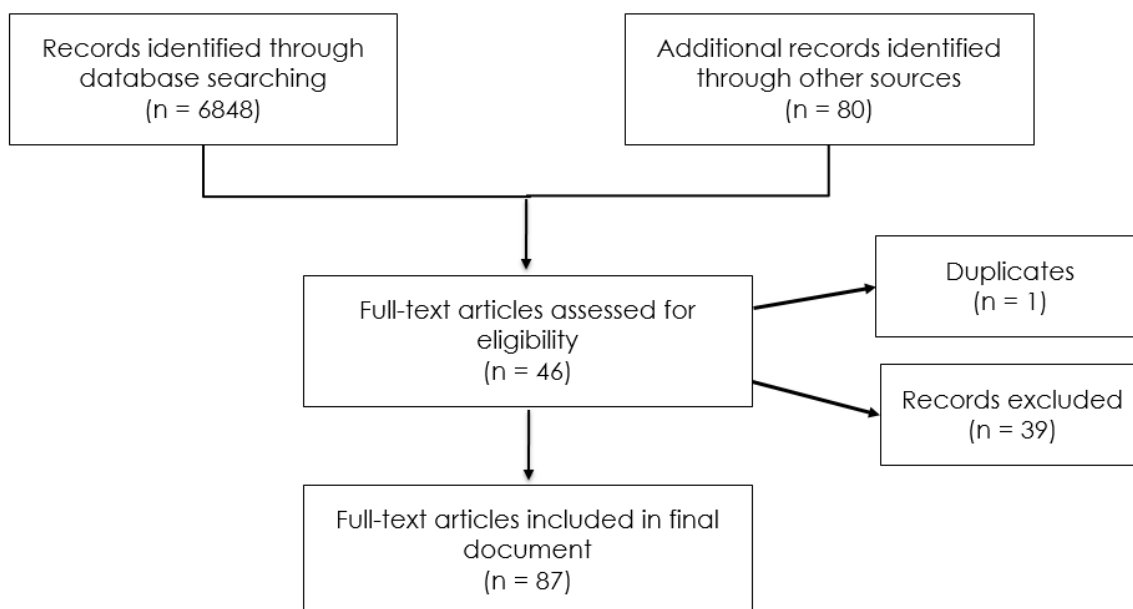 Records identified through
database searching
(n = 6848)
Additional records identified
through other sources
(n = 80)
Full-text articles assessed for
eligibility
(n = 46)
Duplicates
(n = 1)
Records excluded
(n = 39)
Full-text articles included in final
document
(n = 87)